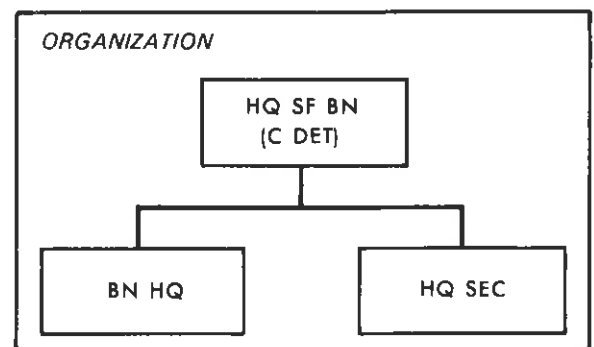 ORGANIZATION
HQ SF BN
(C DET)
BN HQ
HQ SEC